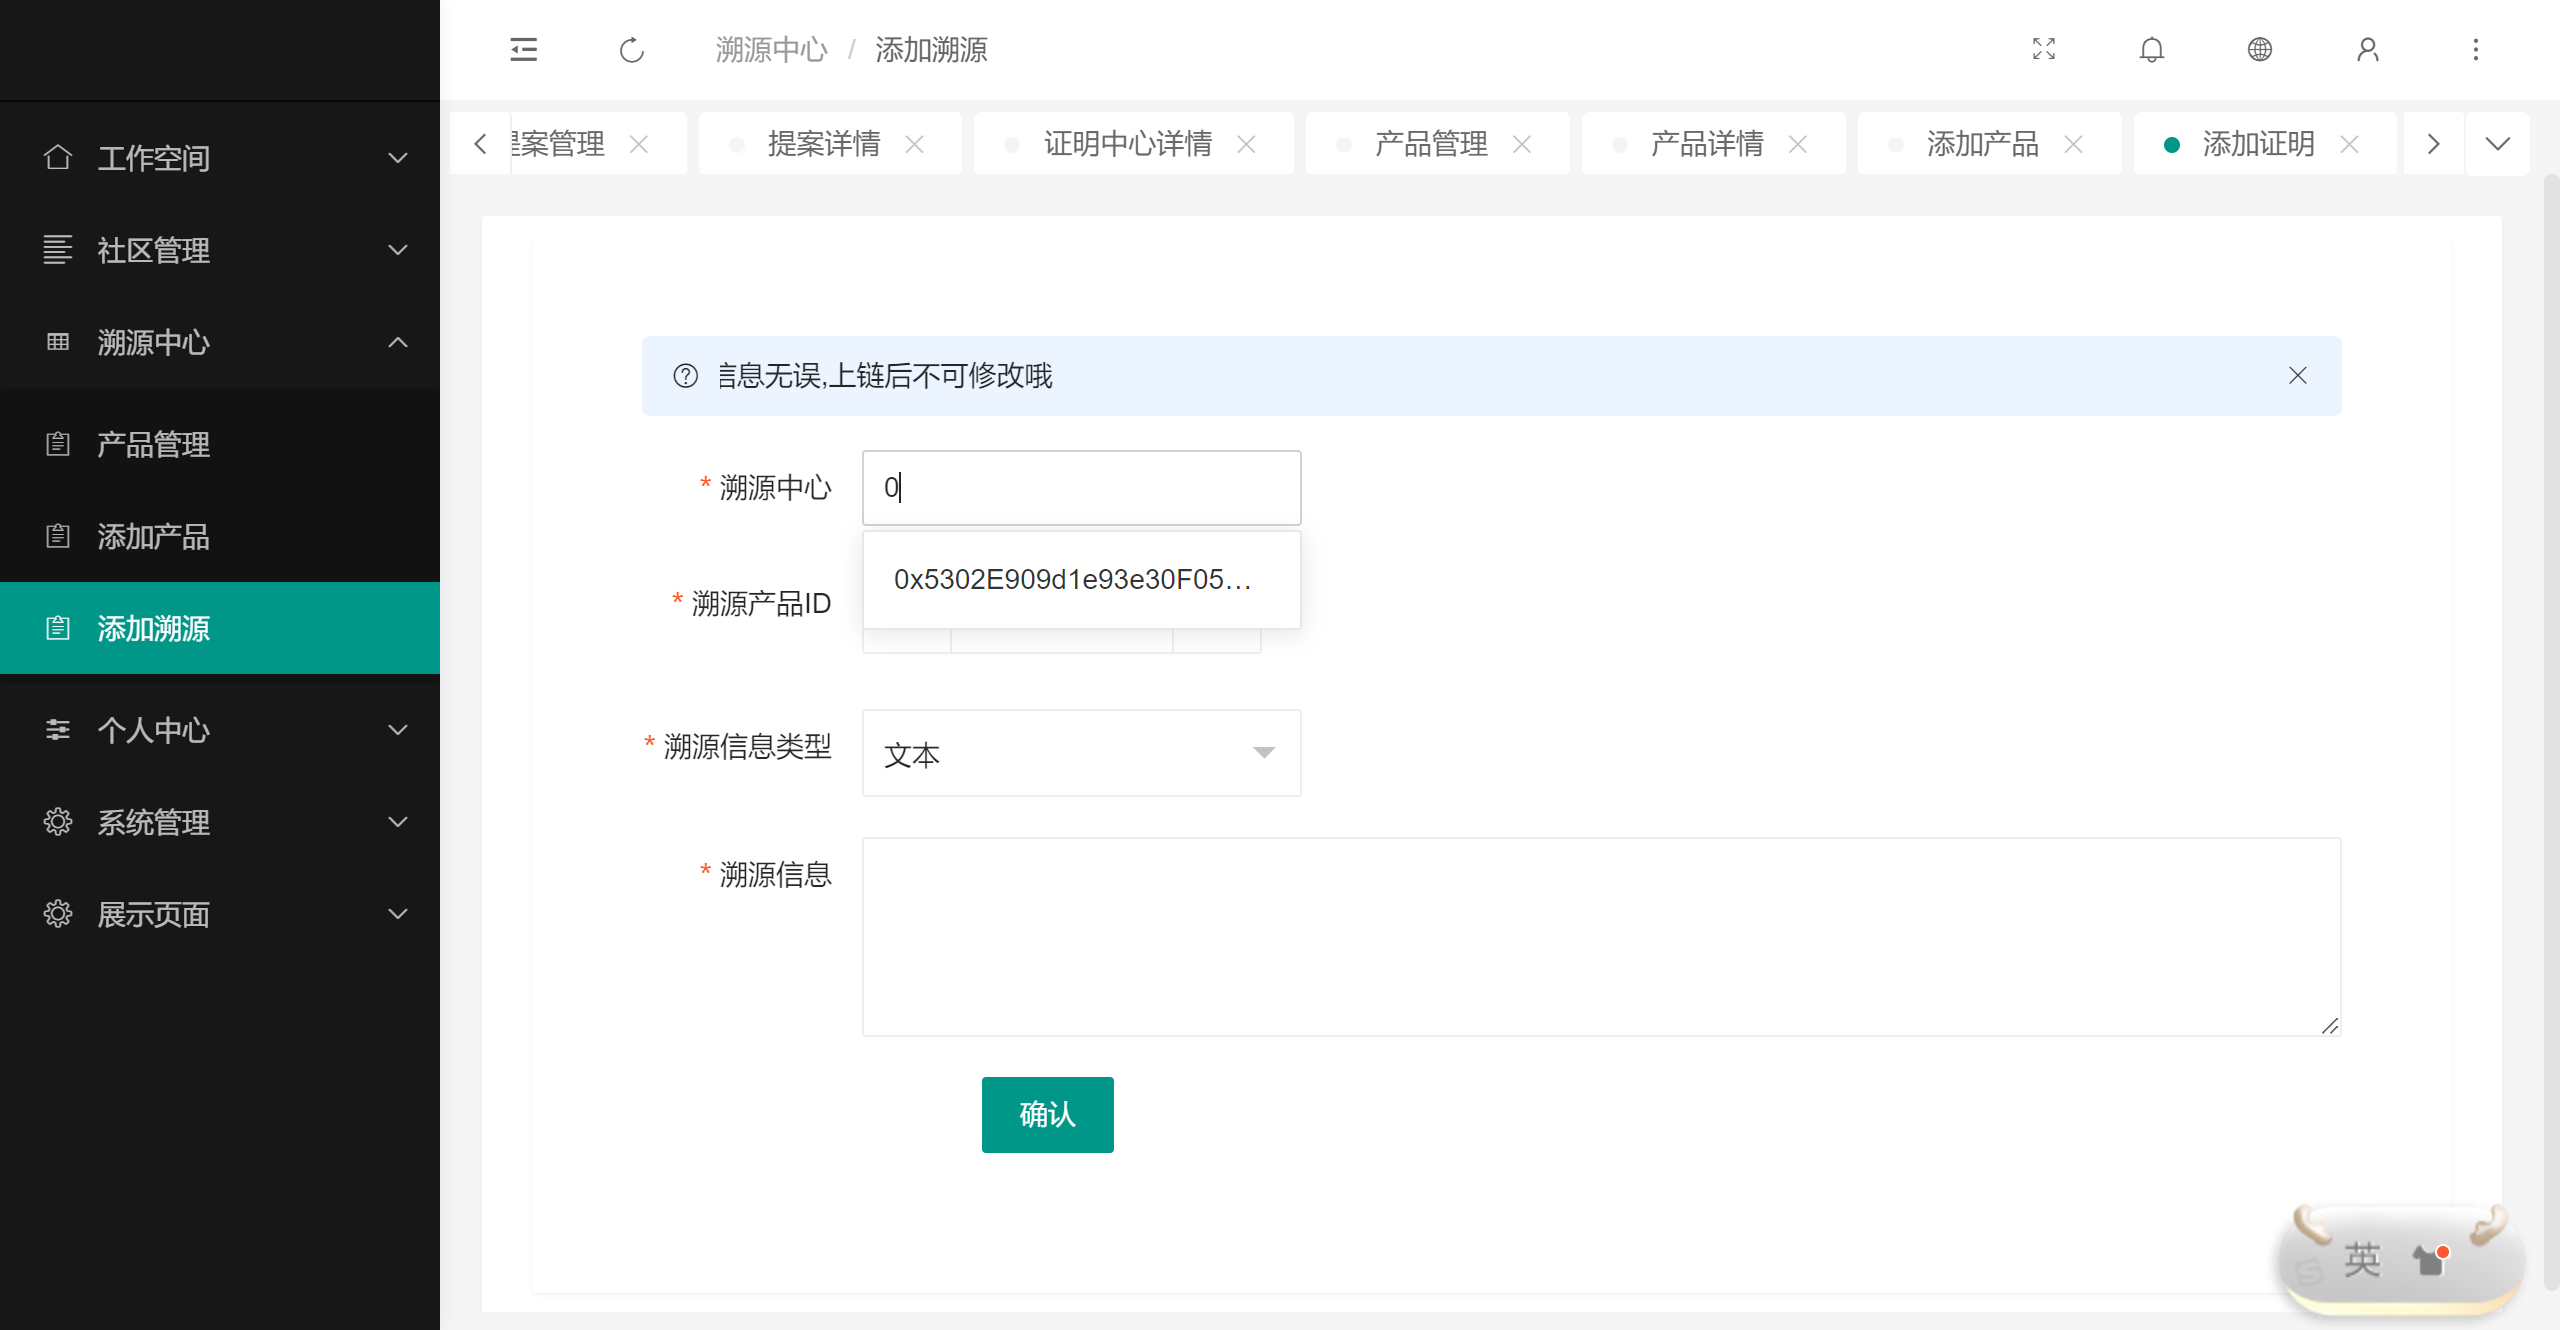 溯源中心 / 添加溯源
案管理
提案详情
证明中心详情
产品管理
产品详情
添加产品
添加证明
工作空间
社区管理
溯源中心
产品管理
添加产品
添加溯源
个人中心
系统管理
展示页面
息无误,上链后不可修改哦
* 溯源中心
0
0x5302E909d1e93e30F05...
* 溯源产品ID
* 溯源信息类型
文本
* 溯源信息
确认
英